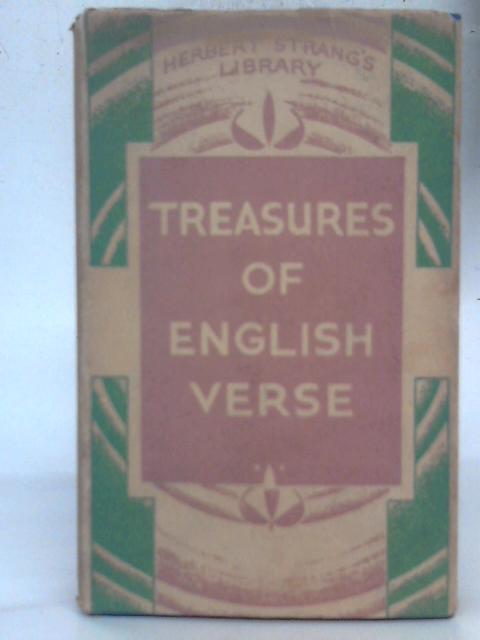 HERBERT STRANG'S
LIBRARY
TREASURES
OF
ENGLISH
VERSE